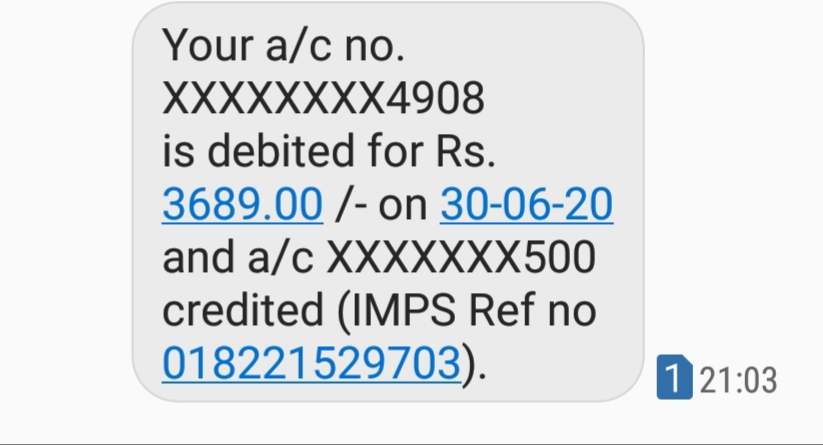 Your a/c no.
XXXXXXXX4908
is debited for Rs.
3689.00 /- on 30-06-20
and a/c XXXXXXX500
credited (IMPS Ref no
018221529703).
1 21:03